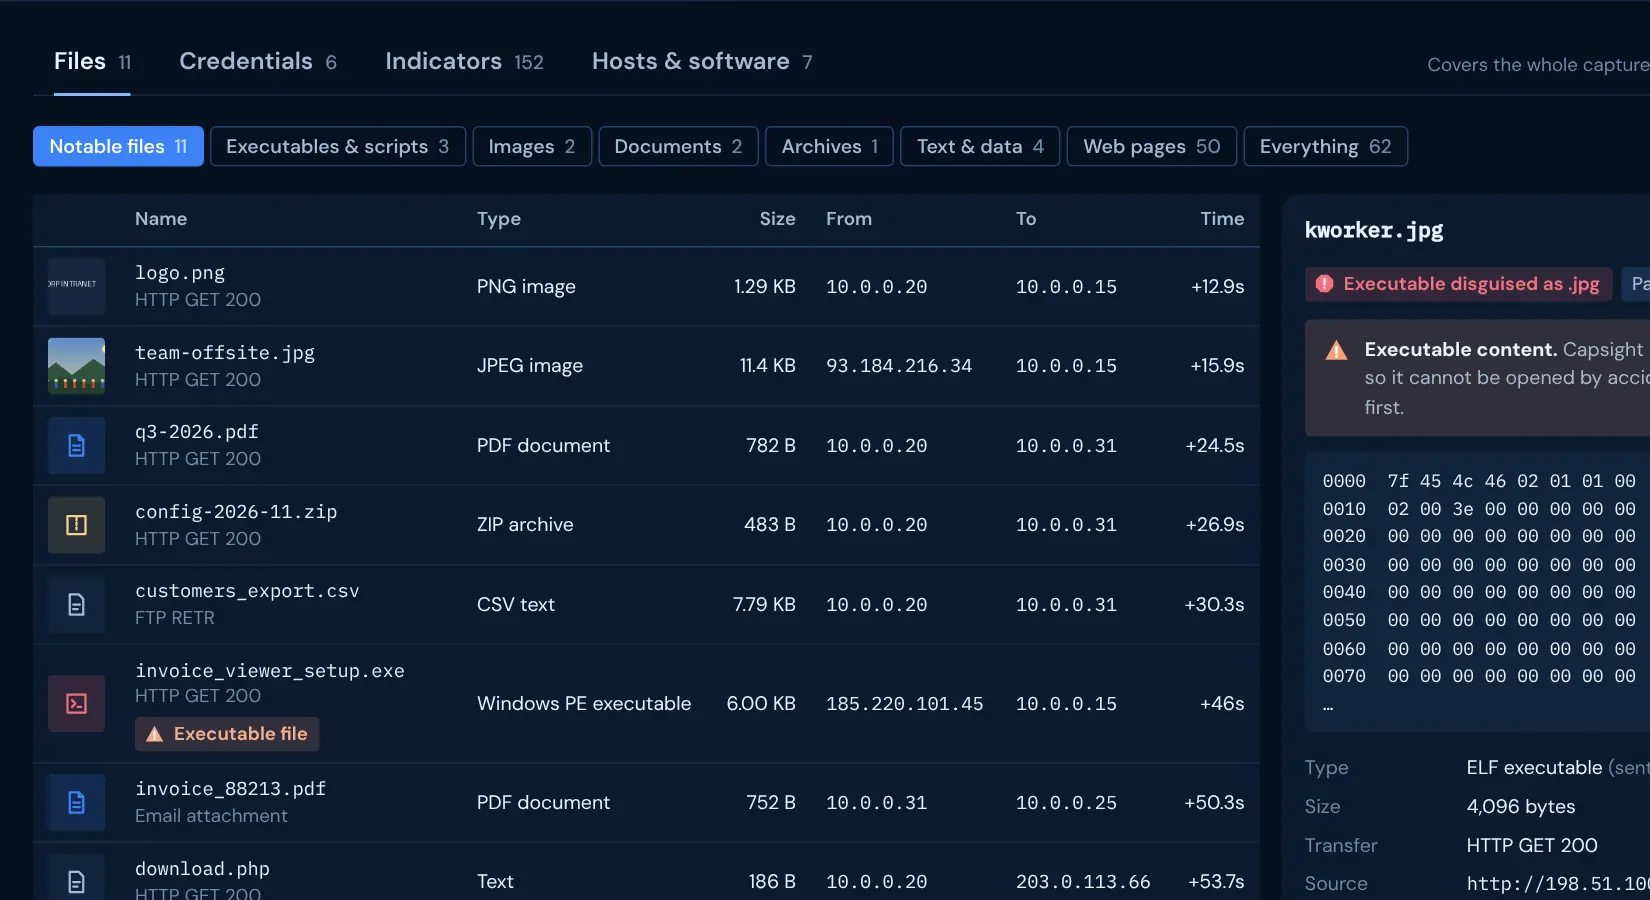 Files 11 Credentials 6 Indicators 152 Hosts & software 7
Covers the whole capture
Notable files 11 Executables & scripts 3 Images 2 Documents 2 Archives 1 Text & data 4 Web pages 50 Everything 62
Name Type Size From To Time
logo.png
HTTP GET 200
PNG image 1.29 KB 10.0.0.20 10.0.0.15 +12.9s
team-offsite.jpg
HTTP GET 200
JPEG image 11.4 KB 93.184.216.34 10.0.0.15 +15.9s
q3-2026.pdf
HTTP GET 200
PDF document 782 B 10.0.0.20 10.0.0.31 +24.5s
config-2026-11.zip
HTTP GET 200
ZIP archive 483 B 10.0.0.20 10.0.0.31 +26.9s
customers_export.csv
FTP RETR
CSV text 7.79 KB 10.0.0.20 10.0.0.31 +30.3s
invoice_viewer_setup.exe
HTTP GET 200
Executable file
Windows PE executable 6.00 KB 185.220.101.45 10.0.0.15 +46s
invoice_88213.pdf
Email attachment
PDF document 752 B 10.0.0.31 10.0.0.25 +50.3s
download.php
HTTP GET 200
Text 186 B 10.0.0.20 203.0.113.66 +53.7s
kworker.jpg
Executable disguised as .jpg
Executable content. Capsight
so it cannot be opened by
first.
0000 7f 45 4c 46 02 01 01 00
0010 02 00 3e 00 00 00 00 00
0020 00 00 00 00 00 00 00 00
0030 00 00 00 00 00 00 00 00
0040 00 00 00 00 00 00 00 00
0050 00 00 00 00 00 00 00 00
0060 00 00 00 00 00 00 00 00
0070 00 00 00 00 00 00 00 00
…
Type ELF executable (sent
Size 4,096 bytes
Transfer HTTP GET 200
Source http://198.51.100